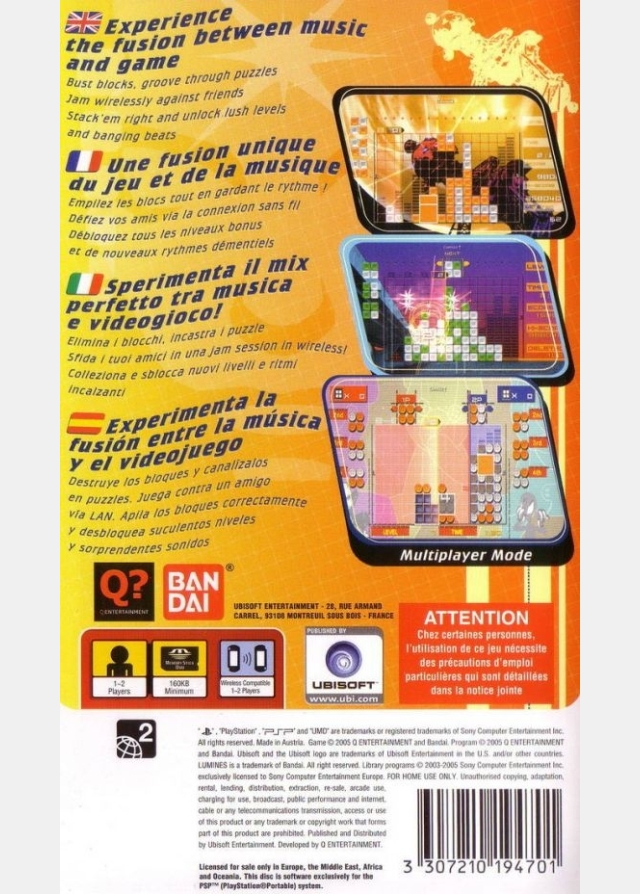 Experience
the fusion between music
and game
Bust blocks, groove through puzzles
Jam wirelessly against friends
Stack'em right and unlock lush levels
and banging beats
Une fusion unique
du jeu et de la musique
Empilez les blocs tout en gardant le rythme !
Défiez vos amis via la connexion sans fil
Débloquez tous les niveaux bonus
et de nouveaux rythmes démentiels
Sperimenta il mix
perfetto tra musica
e videogioco!
Elimina i blocchi, incastra i puzzle
Sfida i tuoi amici in una jam session in wireless!
Colleziona e sblocca nuovi livelli e ritmi
incalzanti
Experimenta la
fusión entre la música
y el videojuego
Destruye los bloques y canalízalos
en puzzles. Juega contra un amigo
vía LAN. Apila los bloques correctamente
y desbloquea suculentos niveles
y sorprendentes sonidos
1P
2P
2nd
3rd
4th
LEVEL
TIME
Multiplayer Mode
Q?
Q ENTERTAINMENT
BAN
DAI
®
UBISOFT ENTERTAINMENT - 28, RUE ARMAND
CARREL, 93108 MONTREUIL SOUS BOIS - FRANCE
1-2
Players
MEMORY STICK
DUO
160KB
Minimum
Wireless Compatible
1-2 Players
PUBLISHED BY
UBISOFT
www.ubi.com
ATTENTION
Chez certaines personnes,
l'utilisation de ce jeu nécessite
des précautions d'emploi
particulières qui sont détaillées
dans la notice jointe
2
"PlayStation", "PSP" and "UMD" are trademarks or registered trademarks of Sony Computer Entertainment Inc.
All rights reserved. Made in Austria. Game © 2005 Q ENTERTAINMENT and Bandai. Program © 2005 Q ENTERTAINMENT
and Bandai. Ubisoft and the Ubisoft logo are trademarks of Ubisoft Entertainment in the U.S. and/or other countries.
LUMINES is a trademark of Bandai. All right reserved. Library programs © 2003-2005 Sony Computer Entertainment Inc.
exclusively licensed to Sony Computer Entertainment Europe. FOR HOME USE ONLY. Unauthorised copying, adaptation,
rental, lending, distribution, extraction, re-sale, arcade use,
charging for use, broadcast, public performance and internet,
cable or any telecommunications transmission, access or use
of this product or any trademark or copyright work that forms
part of this product are prohibited. Published and Distributed
by Ubisoft Entertainment. Developed by Q ENTERTAINMENT.
Licensed for sale only in Europe, the Middle East, Africa
and Oceania. This disc is software exclusively for the
PSP™ (PlayStation®Portable) system.
3 307210 194701